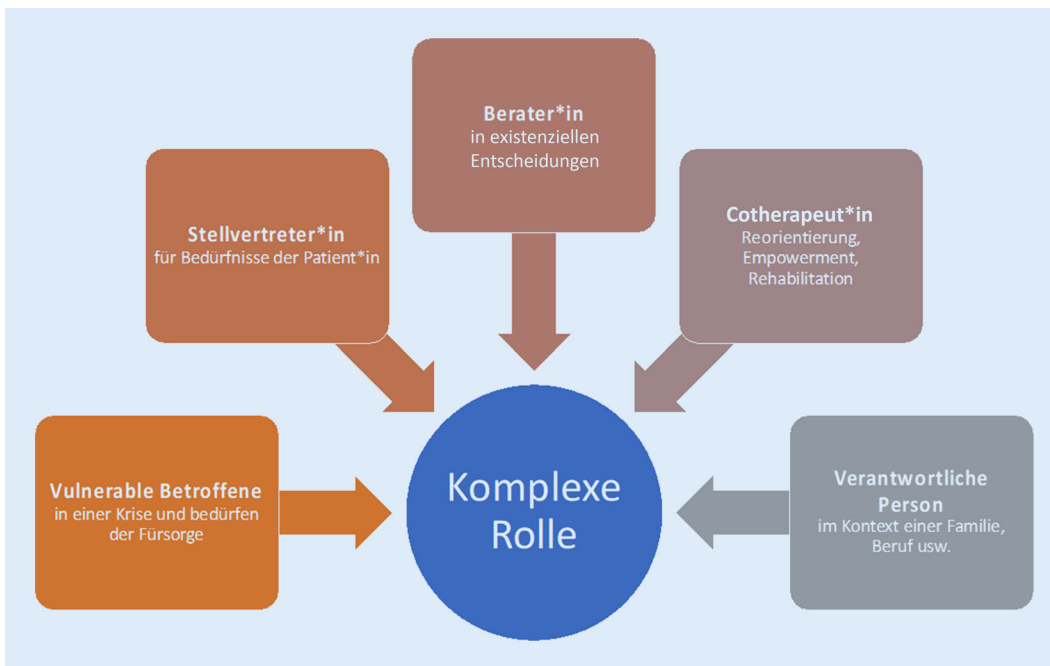 Berater*in
in existenziellen
Entscheidungen
Stellvertreter*in
für Bedürfnisse der Patient*in
Cotherapeut*in
Reorientierung,
Empowerment,
Rehabilitation
Vulnerable Betroffene
in einer Krise und bedürfen
der Fürsorge
Komplexe
Rolle
Verantwortliche
Person
im Kontext einer Familie,
Beruf usw.